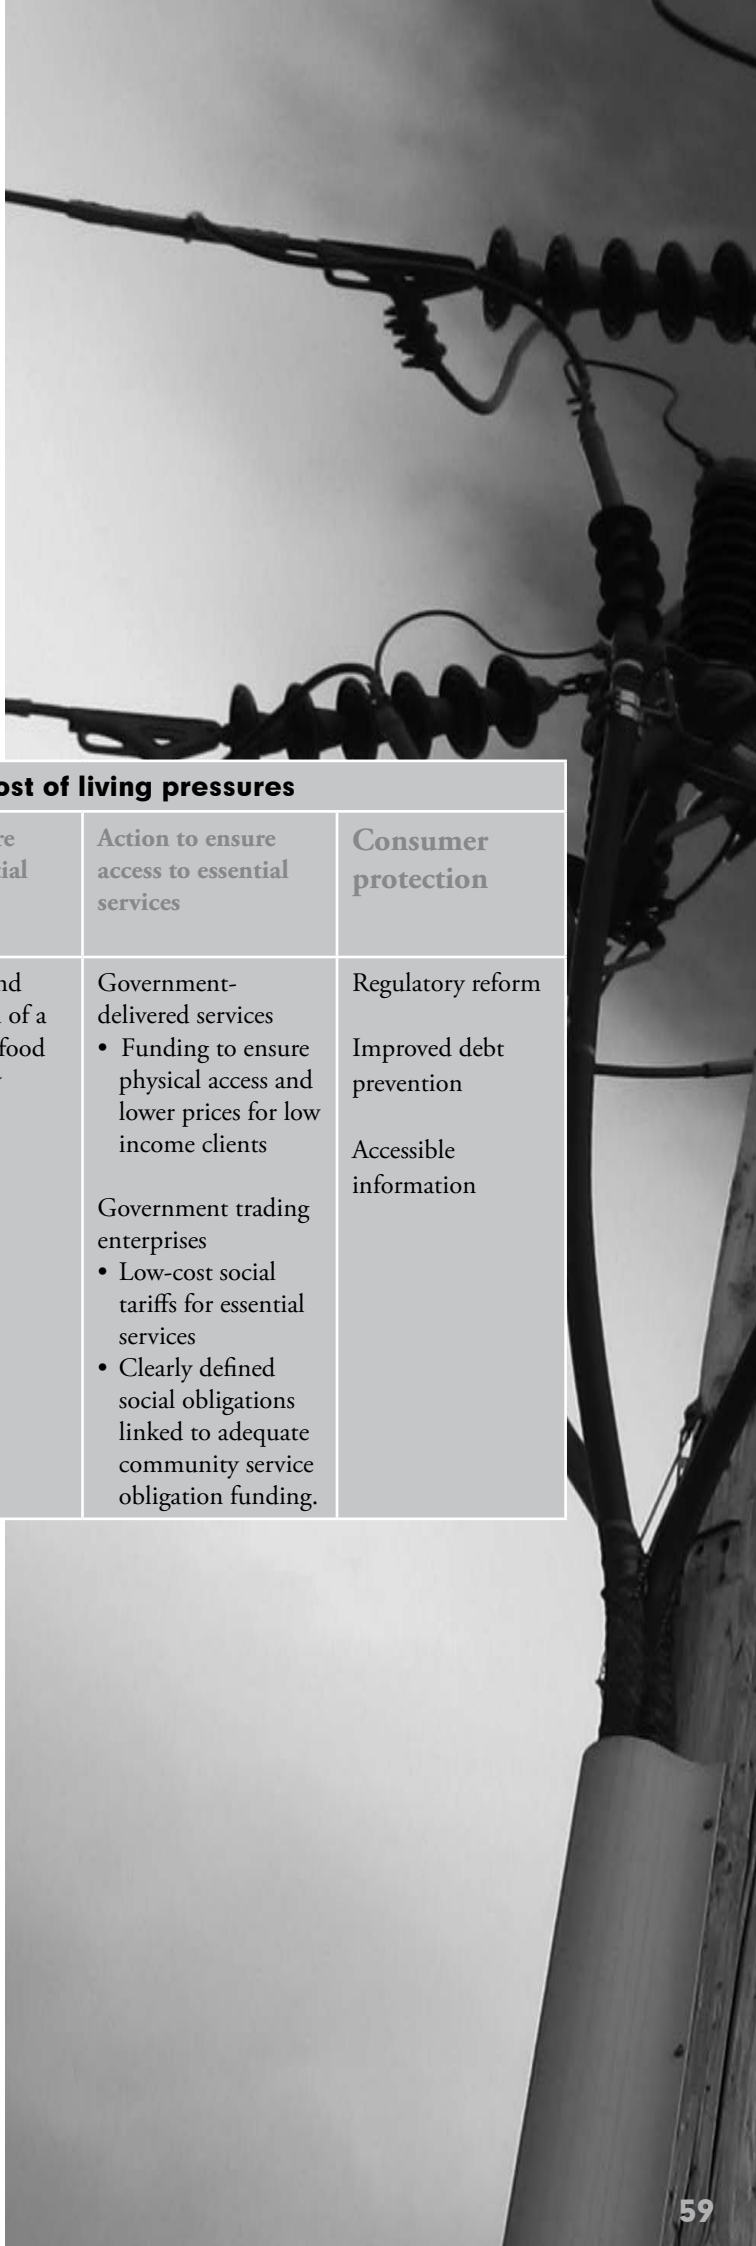 ost of living pressures
re
ial
Action to ensure
access to essential
services
Consumer
protection
nd
of a
food
Government-
delivered services
• Funding to ensure
physical access and
lower prices for low
income clients
Government trading
enterprises
• Low-cost social
tariffs for essential
services
• Clearly defined
social obligations
linked to adequate
community service
obligation funding.
Regulatory reform
Improved debt
prevention
Accessible
information
59